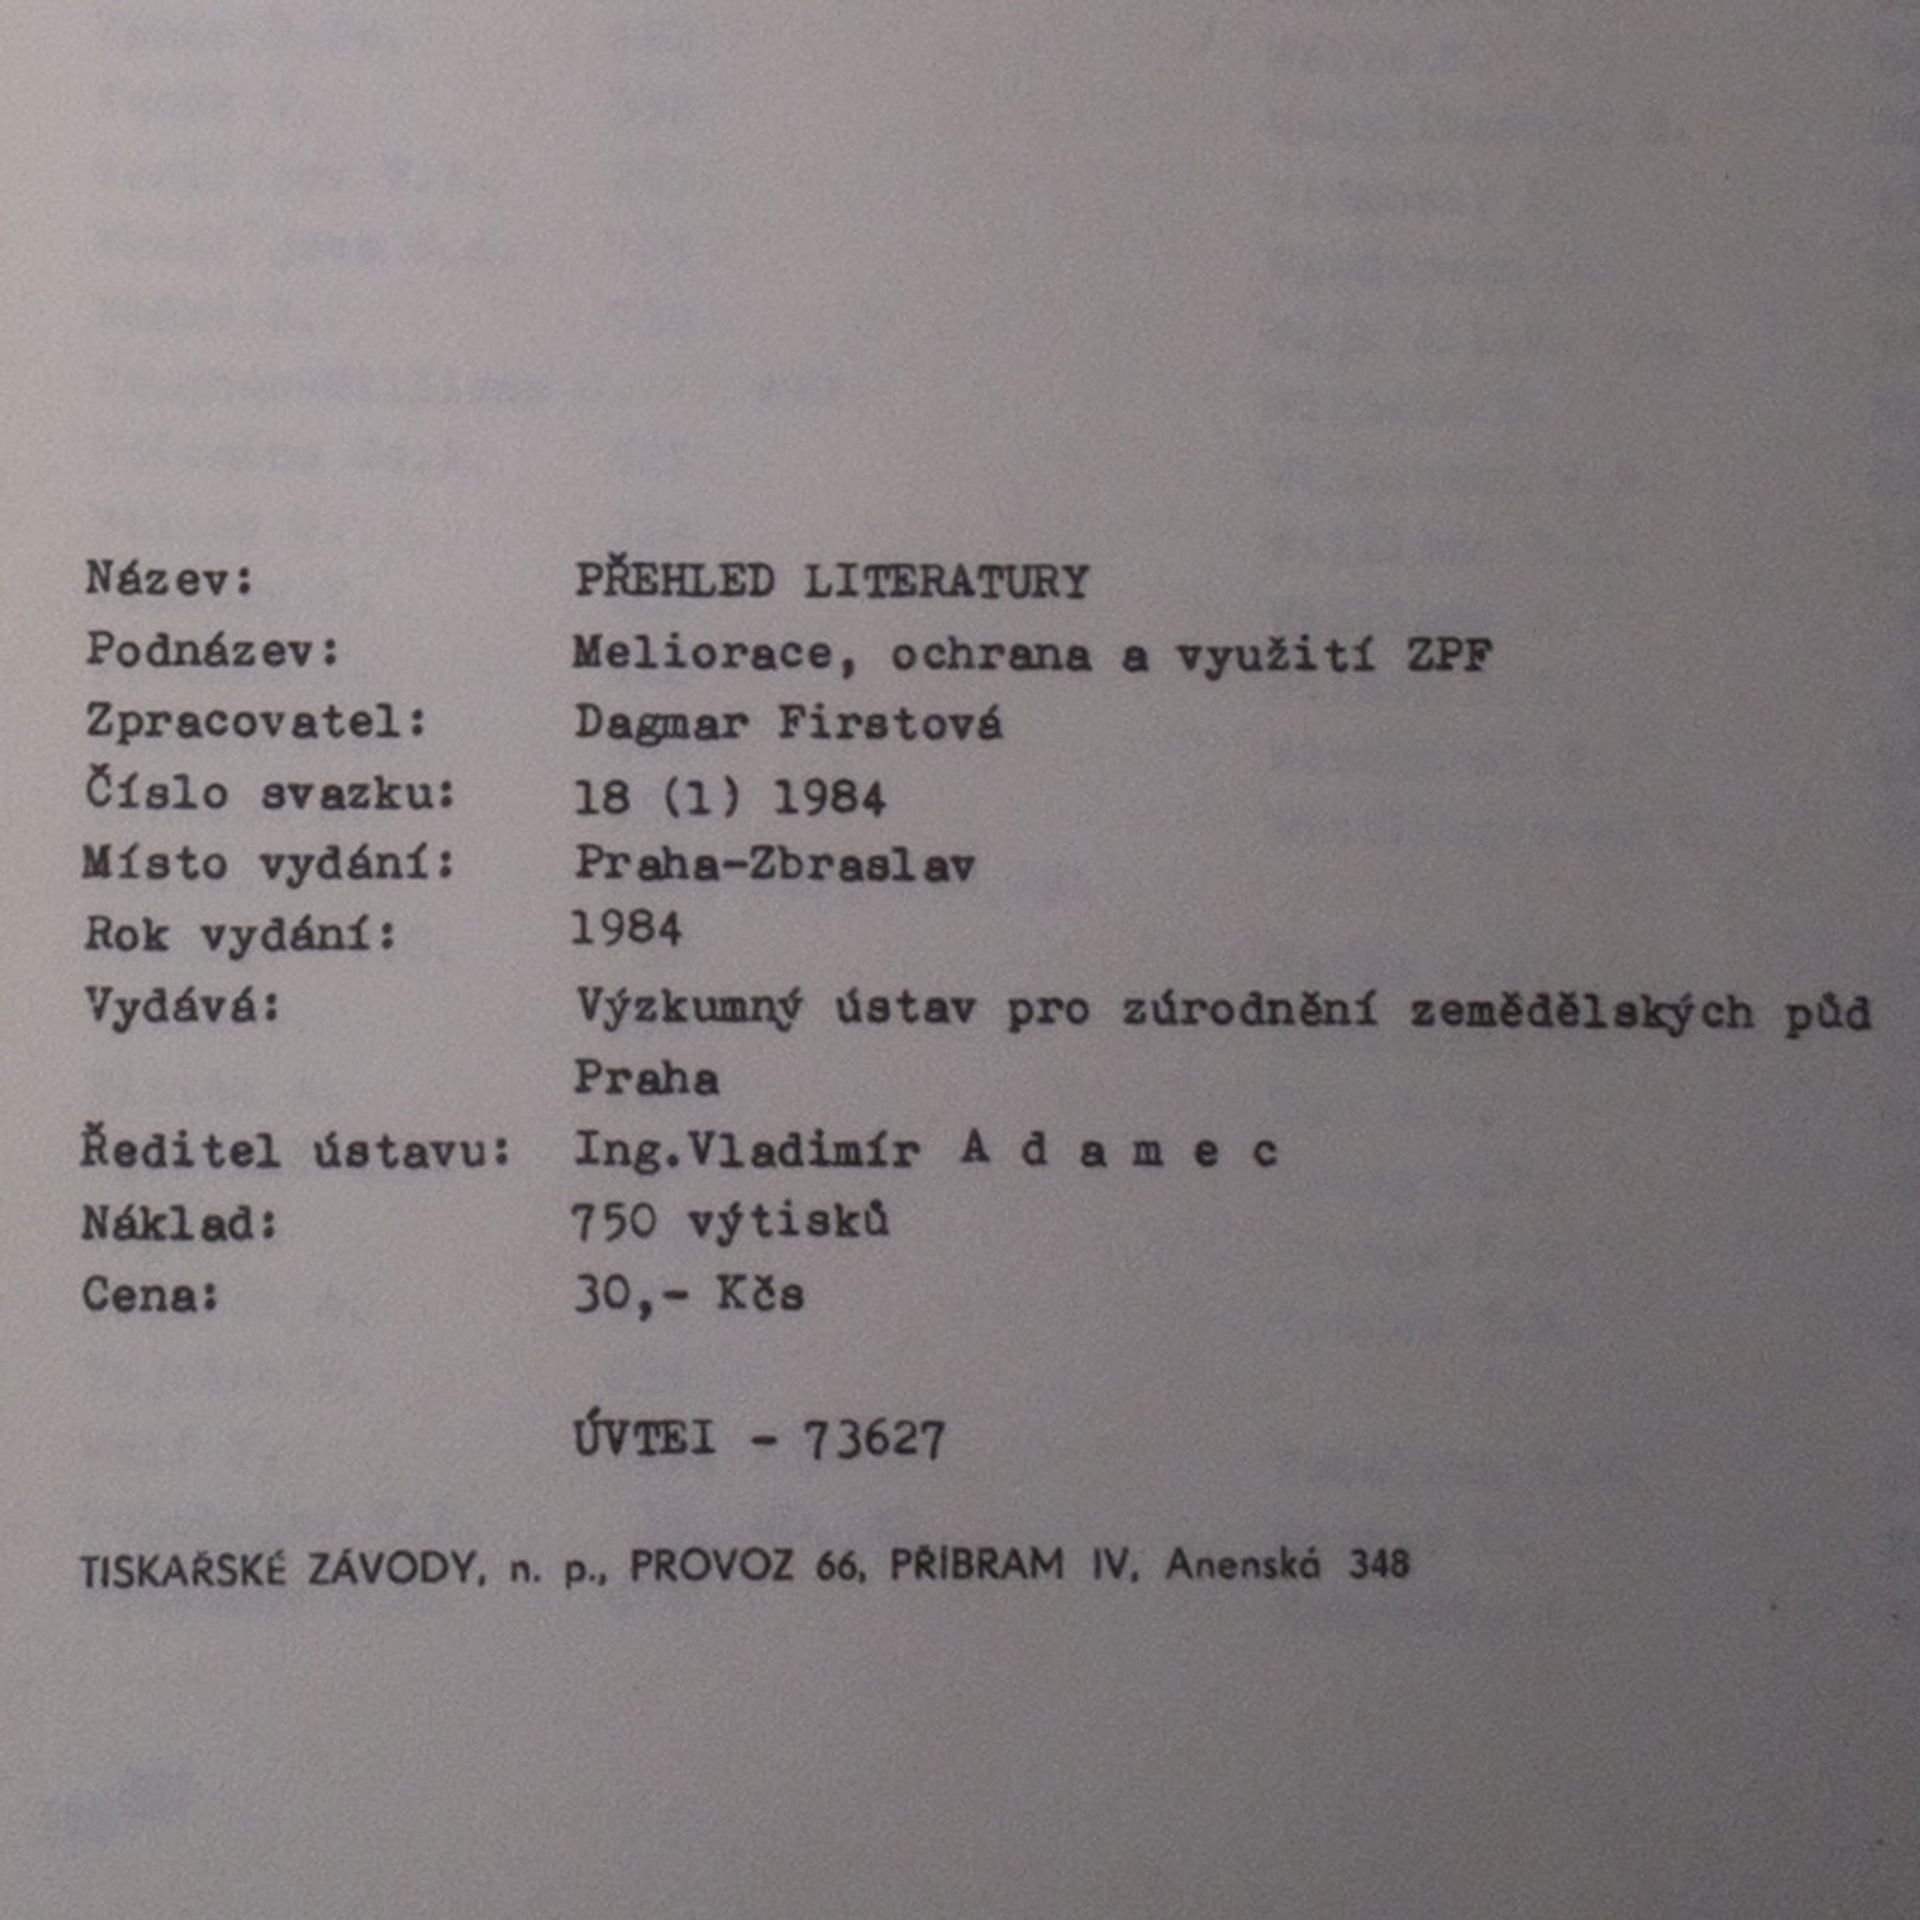 Název: PŘEHLED LITERATURY
Podnázev: Meliorace, ochrana a využití ZPF
Zpracovatel: Dagmar Firstová
Číslo svazku: 18 (1) 1984
Místo vydání: Praha-Zbraslav
Rok vydání: 1984
Vydává: Výzkumný ústav pro zúrodnění zemědělských půd
Praha
Ředitel ústavu: Ing.Vladimír A d a m e c
Náklad: 750 výtisků
Cena: 30,- Kčs
ÚVTEI - 73627
TISKAŘSKÉ ZÁVODY, n. p., PROVOZ 66, PŘÍBRAM IV, Anenská 348